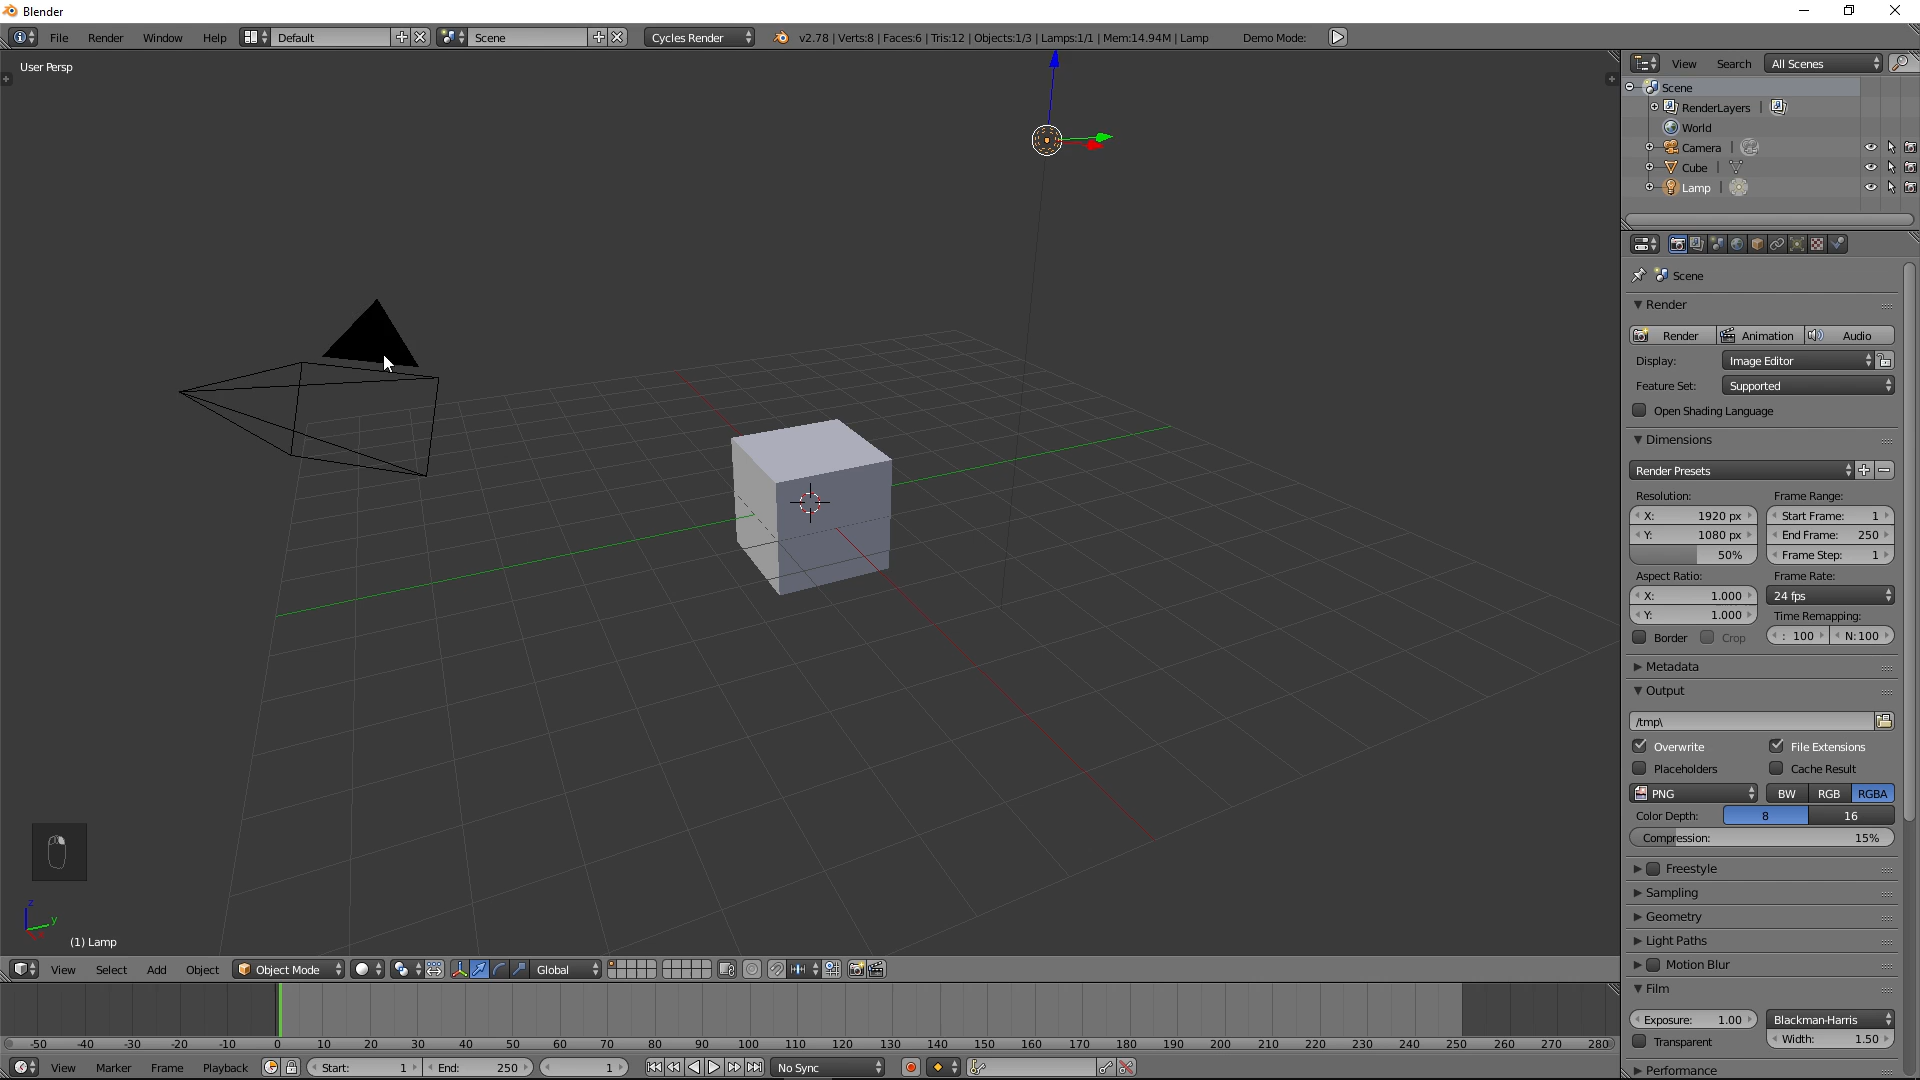 Blender
File Render Window Help Default Scene Cycles Render v2.78 | Verts:8 | Faces:6 | Tris:12 | Objects:1/3 | Lamps:1/1 | Mem:14.94M | Lamp Demo Mode:
User Persp
View Search All Scenes
Scene
RenderLayers |
World
Camera |
Cube |
Lamp |
Scene
Render
Render Animation Audio
Display: Image Editor
Feature Set: Supported
Open Shading Language
Dimensions
Render Presets
Resolution: Frame Range:
X: 1920 px Start Frame: 1
Y: 1080 px End Frame: 250
50% Frame Step: 1
Aspect Ratio: Frame Rate:
X: 1.000 24 fps
Y: 1.000 Time Remapping:
Border Crop : 100 N:100
Metadata
Output
/tmp\
Overwrite File Extensions
Placeholders Cache Result
PNG BW RGB RGBA
Color Depth: 8 16
Compression: 15%
Freestyle
Sampling
Geometry
Light Paths
Motion Blur
Film
Exposure: 1.00 Blackman-Harris
Transparent Width: 1.50
Performance
z y x
(1) Lamp
View Select Add Object Object Mode Global
-50 -40 -30 -20 -10 0 10 20 30 40 50 60 70 80 90 100 110 120 130 140 150 160 170 180 190 200 210 220 230 240 250 260 270 280
View Marker Frame Playback Start: 1 End: 250 1 No Sync